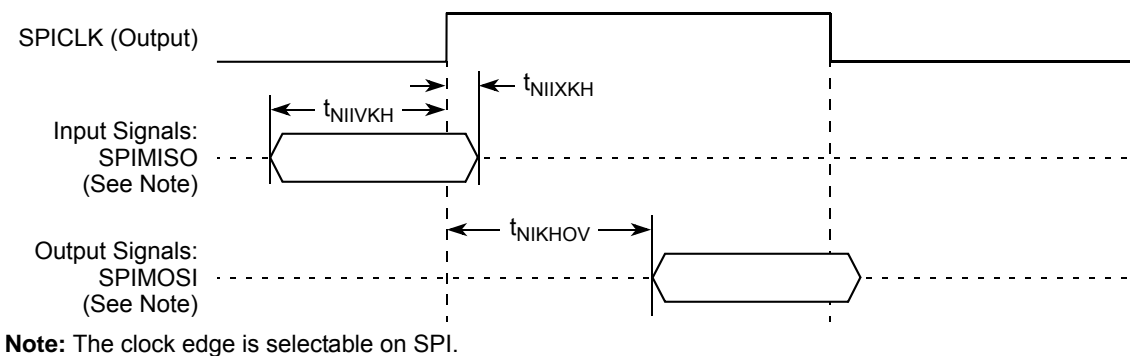 SPICLK (Output)
tNIIXKH
tNIIVKH
Input Signals:
SPIMISO
(See Note)
tNIKHOV
Output Signals:
SPIMOSI
(See Note)
Note: The clock edge is selectable on SPI.